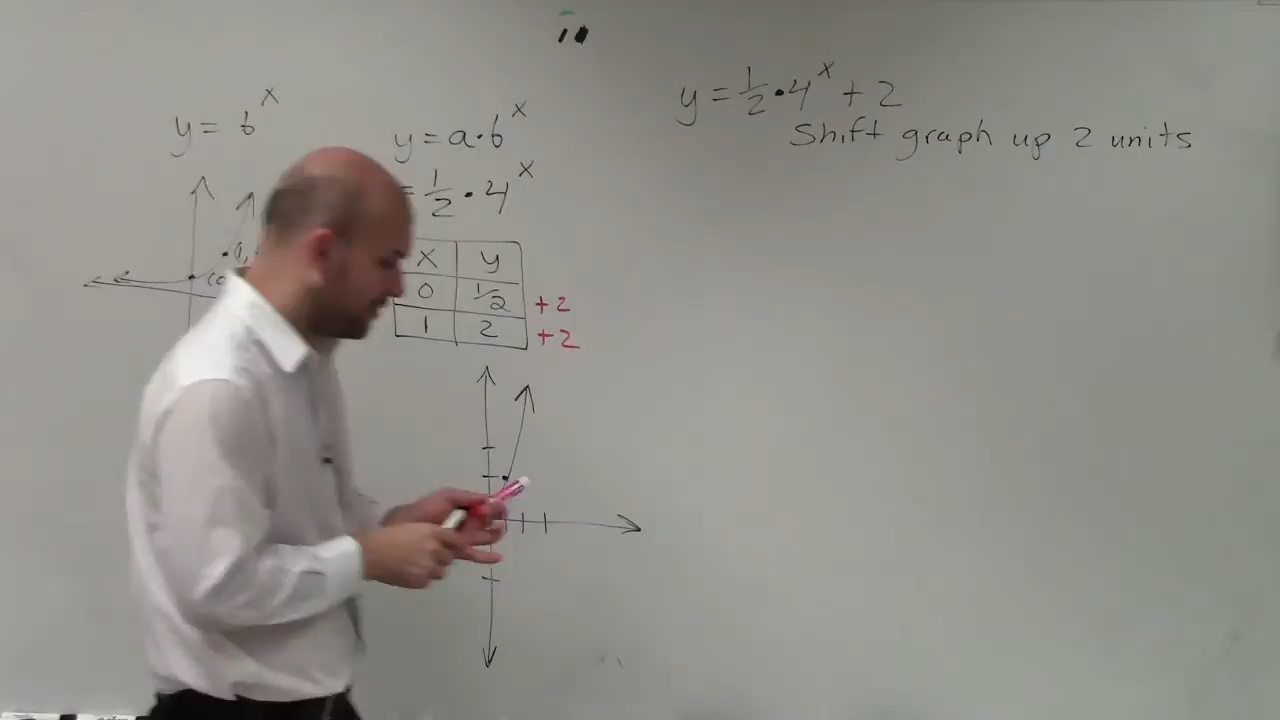 y = b^x
y = a·b^x
= 1/2 · 4^x
x y
0 1/2 +2
1 2 +2
y = 1/2 · 4^x + 2
Shift graph up 2 units